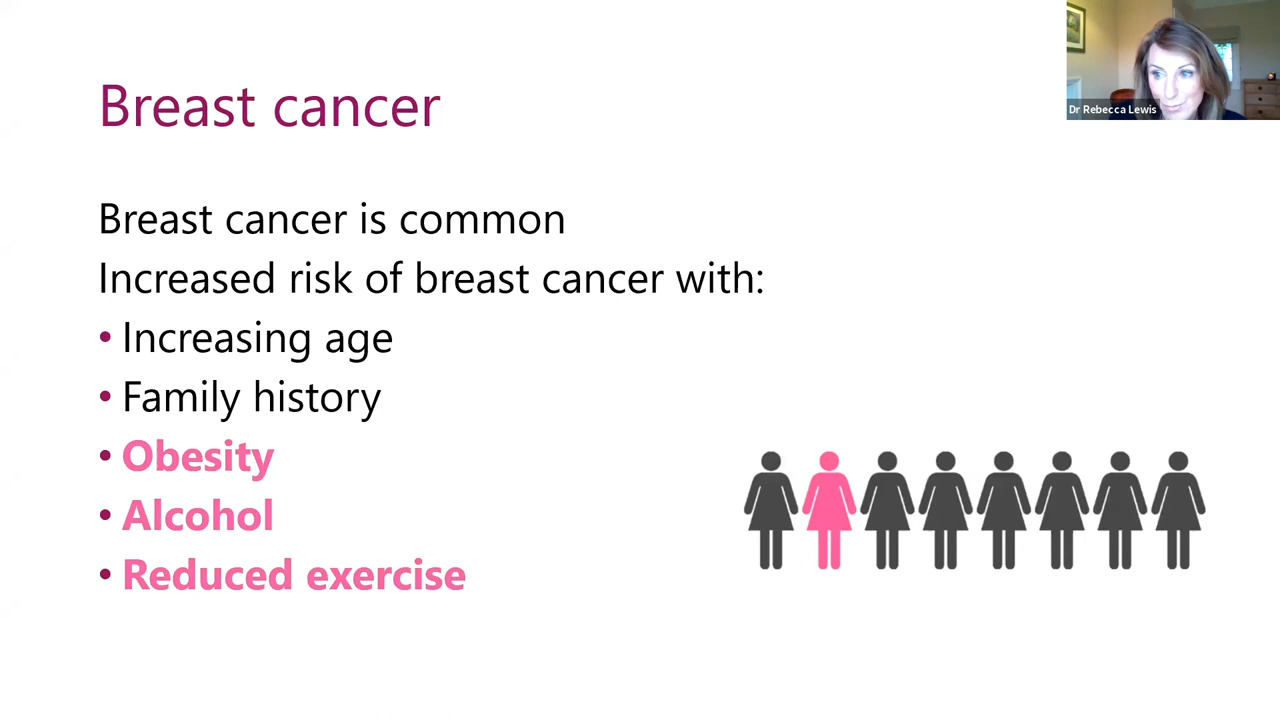 Breast cancer
Dr Rebecca Lewis
Breast cancer is common
Increased risk of breast cancer with:
• Increasing age
• Family history
• Obesity
• Alcohol
• Reduced exercise